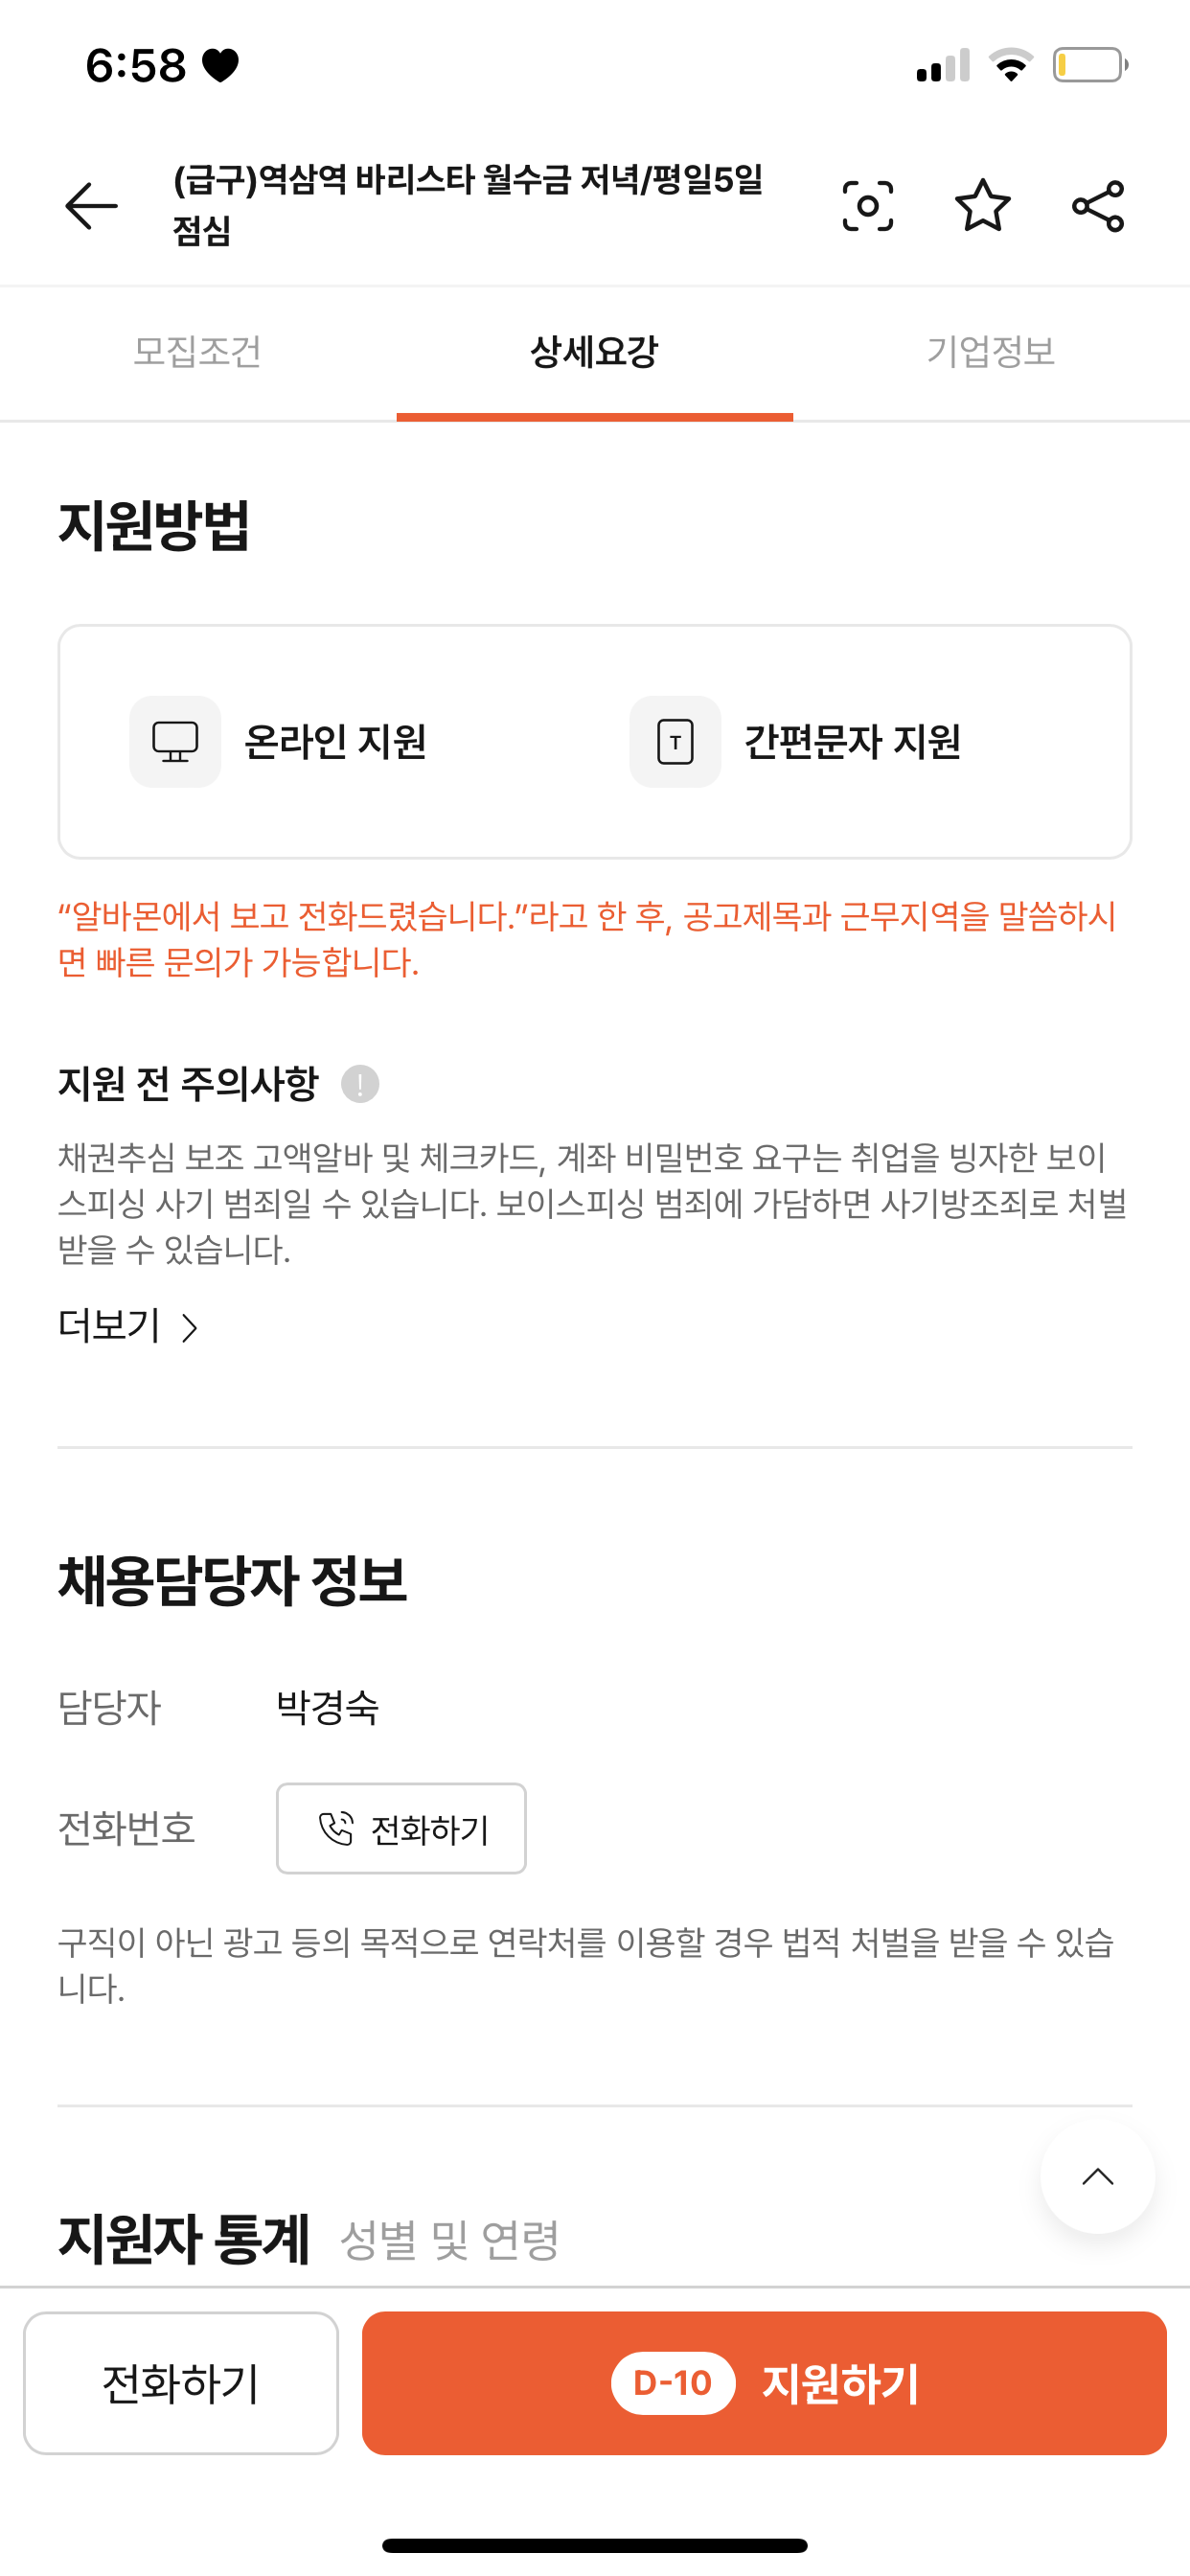 6:58
(급구)역삼역 바리스타 월수금 저녁/평일5일
점심
모집조건 상세요강 기업정보
지원방법
온라인 지원 T 간편문자 지원
“알바몬에서 보고 전화드렸습니다.”라고 한 후, 공고제목과 근무지역을 말씀하시
면 빠른 문의가 가능합니다.
지원 전 주의사항 !
채권추심 보조 고액알바 및 체크카드, 계좌 비밀번호 요구는 취업을 빙자한 보이
스피싱 사기 범죄일 수 있습니다. 보이스피싱 범죄에 가담하면 사기방조죄로 처벌
받을 수 있습니다.
더보기
채용담당자 정보
담당자 박경숙
전화번호 전화하기
구직이 아닌 광고 등의 목적으로 연락처를 이용할 경우 법적 처벌을 받을 수 있습
니다.
지원자 통계 성별 및 연령
전화하기 D-10 지원하기